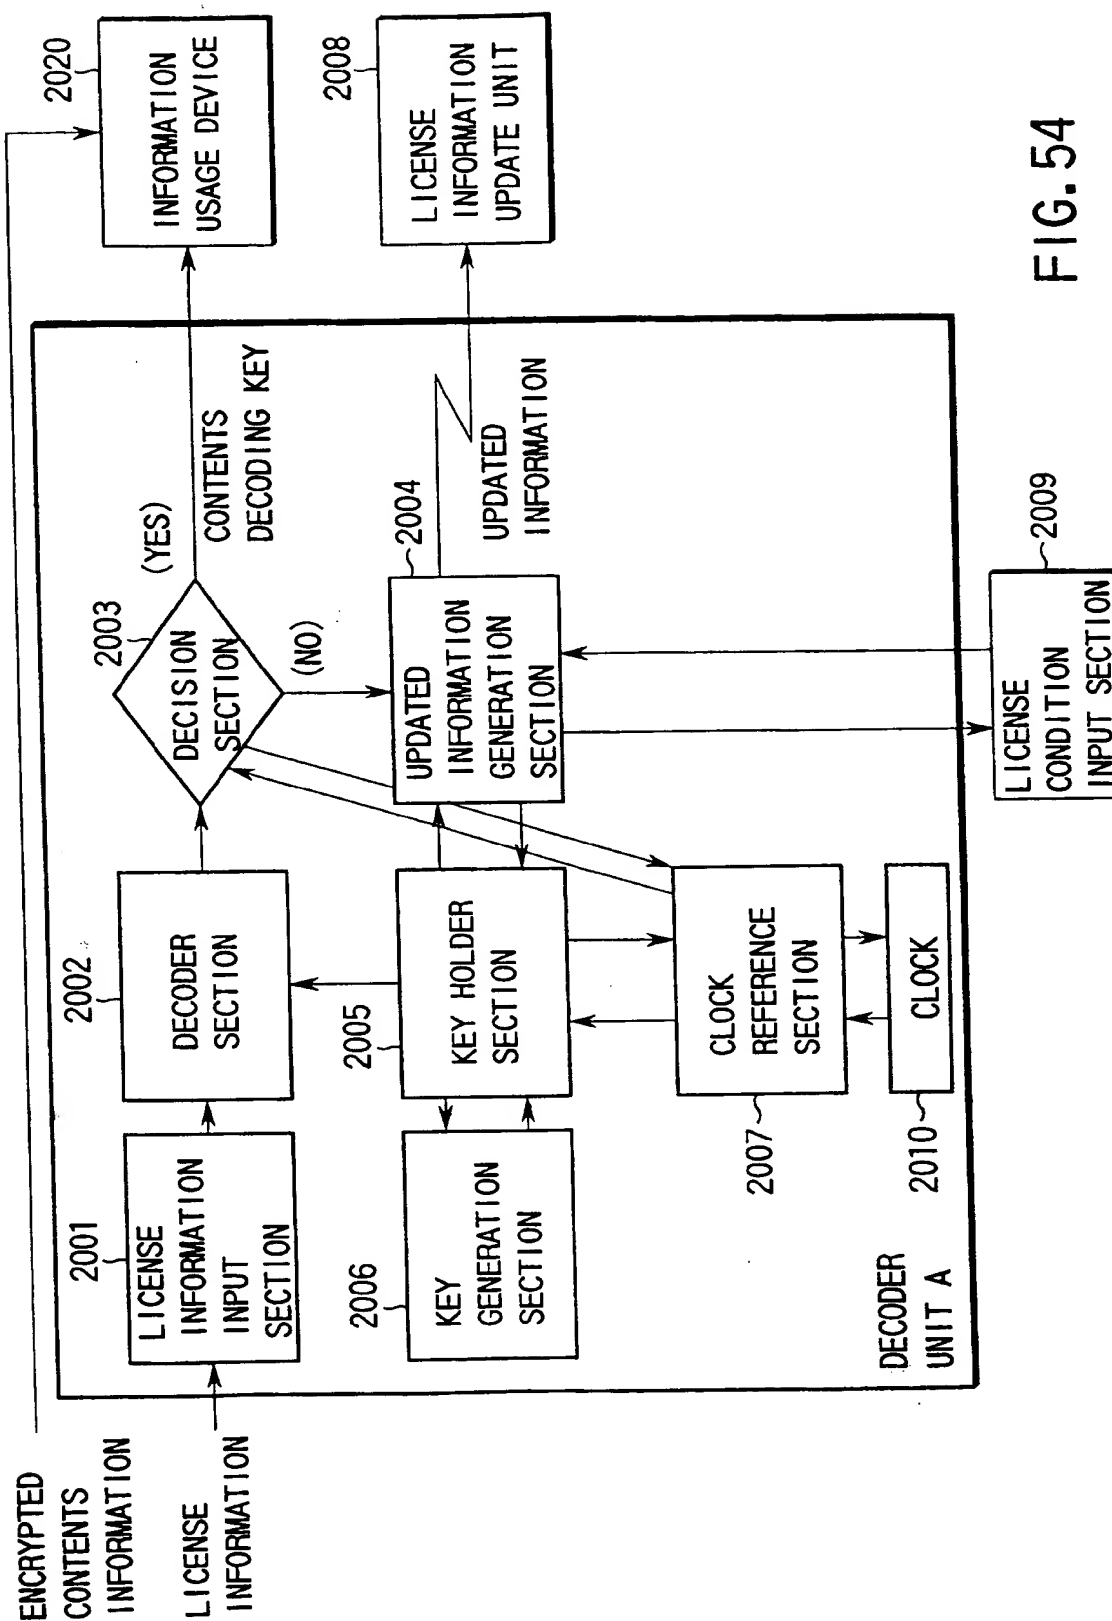 ENCRYPTED
CONTENTS
INFORMATION
LICENSE
INFORMATION
2001
LICENSE
INFORMATION
INPUT
SECTION
2002
DECODER
SECTION
2003
DECISION
SECTION
(YES)
(NO)
CONTENTS
DECODING KEY
2020
INFORMATION
USAGE DEVICE
2006
KEY
GENERATION
SECTION
2005
KEY HOLDER
SECTION
2004
UPDATED
INFORMATION
GENERATION
SECTION
UPDATED
INFORMATION
2008
LICENSE
INFORMATION
UPDATE UNIT
2007
CLOCK
REFERENCE
SECTION
2010
CLOCK
DECODER
UNIT A
2009
LICENSE
CONDITION
INPUT SECTION
FIG. 54